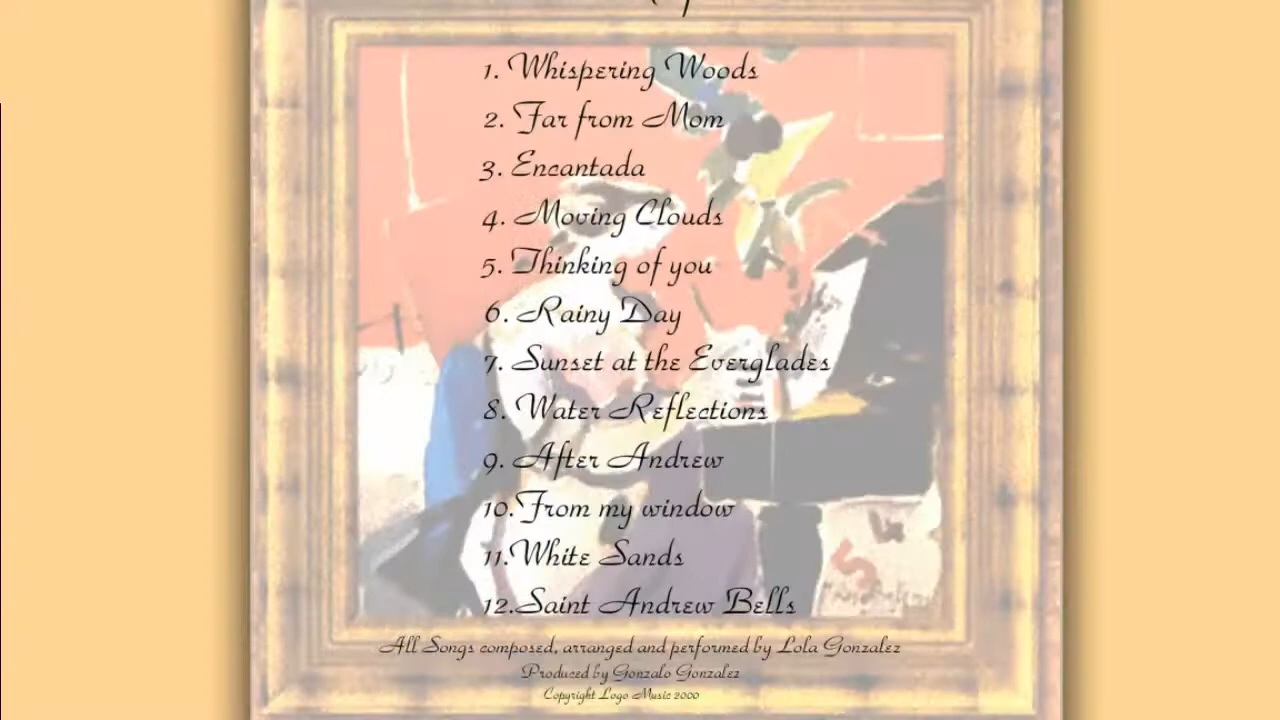 1. Whispering Woods
2. Far from Mom
3. Encantada
4. Moving Clouds
5. Thinking of you
6. Rainy Day
7. Sunset at the Everglades
8. Water Reflections
9. After Andrew
10.From my window
11.White Sands
12.Saint Andrew Bells
All Songs composed, arranged and performed by Lola Gonzalez
Produced by Gonzalo Gonzalez
Copyright Logo Music 2000